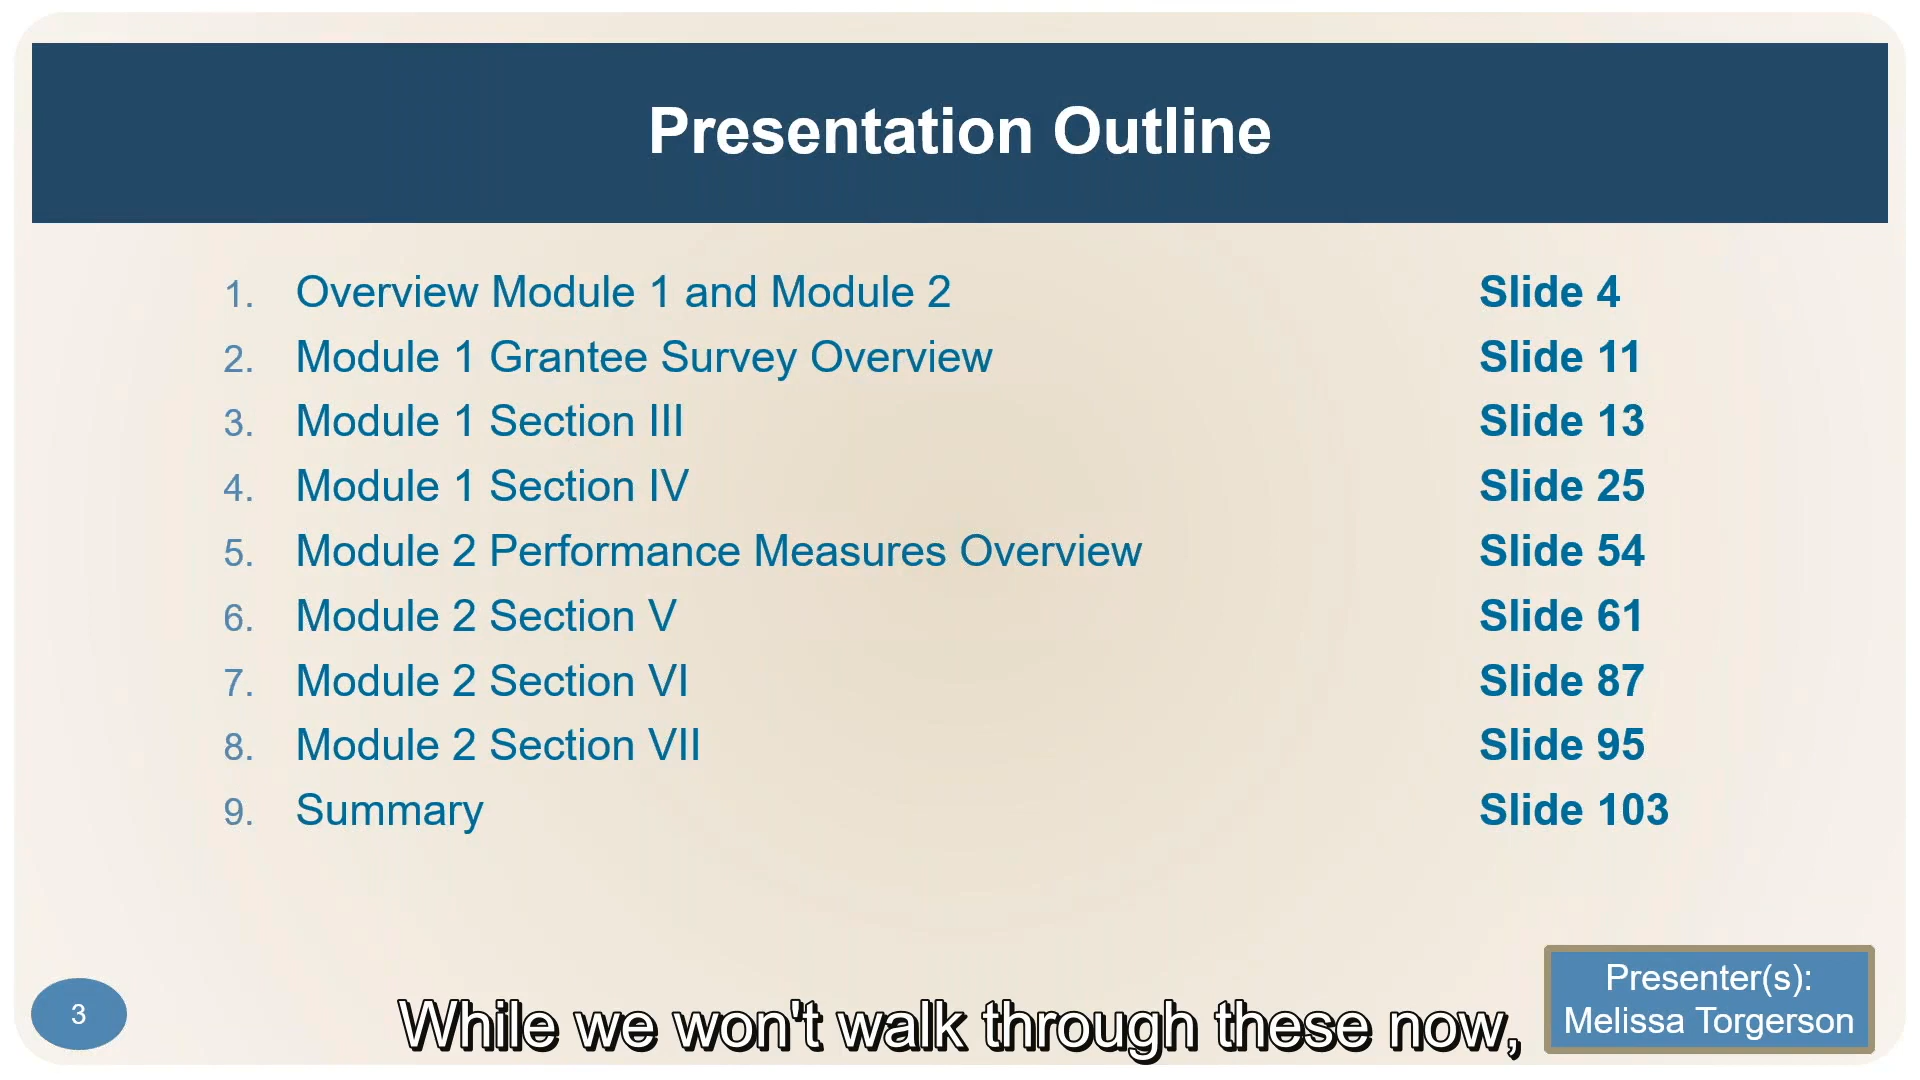 Presentation Outline
1. Overview Module 1 and Module 2 Slide 4
2. Module 1 Grantee Survey Overview Slide 11
3. Module 1 Section III Slide 13
4. Module 1 Section IV Slide 25
5. Module 2 Performance Measures Overview Slide 54
6. Module 2 Section V Slide 61
7. Module 2 Section VI Slide 87
8. Module 2 Section VII Slide 95
9. Summary Slide 103
Presenter(s):
Melissa Torgerson
3
While we won't walk through these now,